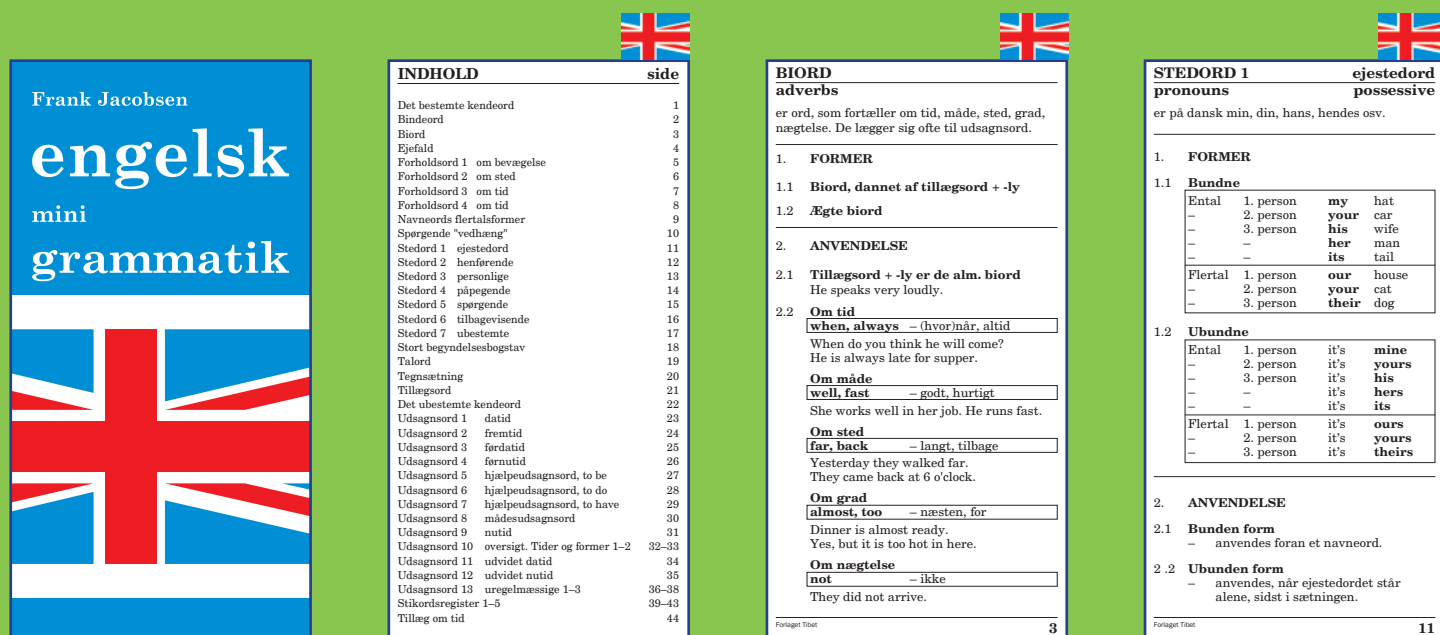 Frank Jacobsen
engelsk
mini
grammatik
INDHOLD side
Det bestemte kendeord 1
Bindeord 2
Biord 3
Ejefald 4
Forholdsord 1 om bevægelse 5
Forholdsord 2 om sted 6
Forholdsord 3 om tid 7
Forholdsord 4 om tid 8
Navneords flertalsformer 9
Spørgende "vedhæng" 10
Stedord 1 ejestedord 11
Stedord 2 henførende 12
Stedord 3 personlige 13
Stedord 4 påpegende 14
Stedord 5 spørgende 15
Stedord 6 tilbagevisende 16
Stedord 7 ubestemte 17
Stort begyndelsesbogstav 18
Talord 19
Tegnsætning 20
Tillægsord 21
Det ubestemte kendeord 22
Udsagnsord 1 datid 23
Udsagnsord 2 fremtid 24
Udsagnsord 3 førdatid 25
Udsagnsord 4 førnutid 26
Udsagnsord 5 hjælpeudsagnsord, to be 27
Udsagnsord 6 hjælpeudsagnsord, to do 28
Udsagnsord 7 hjælpeudsagnsord, to have 29
Udsagnsord 8 mådesudsagnsord 30
Udsagnsord 9 nutid 31
Udsagnsord 10 oversigt. Tider og former 1–2 32–33
Udsagnsord 11 udvidet datid 34
Udsagnsord 12 udvidet nutid 35
Udsagnsord 13 uregelmæssige 1–3 36–38
Stikordsregister 1–5 39–43
Tillæg om tid 44
BIORD
adverbs
er ord, som fortæller om tid, måde, sted, grad,
nægtelse. De lægger sig ofte til udsagnsord.
1. FORMER
1.1 Biord, dannet af tillægsord + -ly
1.2 Ægte biord
2. ANVENDELSE
2.1 Tillægsord + -ly er de alm. biord
He speaks very loudly.
2.2 Om tid
when, always – (hvor)når, altid
When do you think he will come?
He is always late for supper.
Om måde
well, fast – godt, hurtigt
She works well in her job. He runs fast.
Om sted
far, back – langt, tilbage
Yesterday they walked far.
They came back at 6 o'clock.
Om grad
almost, too – næsten, for
Dinner is almost ready.
Yes, but it is too hot in here.
Om nægtelse
not – ikke
They did not arrive.
Forlaget Tibet 3
STEDORD 1 ejestedord
pronouns possessive
er på dansk min, din, hans, hendes osv.
1. FORMER
1.1 Bundne
Ental 1. person my hat
– 2. person your car
– 3. person his wife
– – her man
– – its tail
Flertal 1. person our house
– 2. person your cat
– 3. person their dog
1.2 Ubundne
Ental 1. person it's mine
– 2. person it's yours
– 3. person it's his
– – it's hers
– – it's its
Flertal 1. person it's ours
– 2. person it's yours
– 3. person it's theirs
2. ANVENDELSE
2.1 Bunden form
– anvendes foran et navneord.
2 .2 Ubunden form
– anvendes, når ejestedordet står
alene, sidst i sætningen.
Forlaget Tibet 11